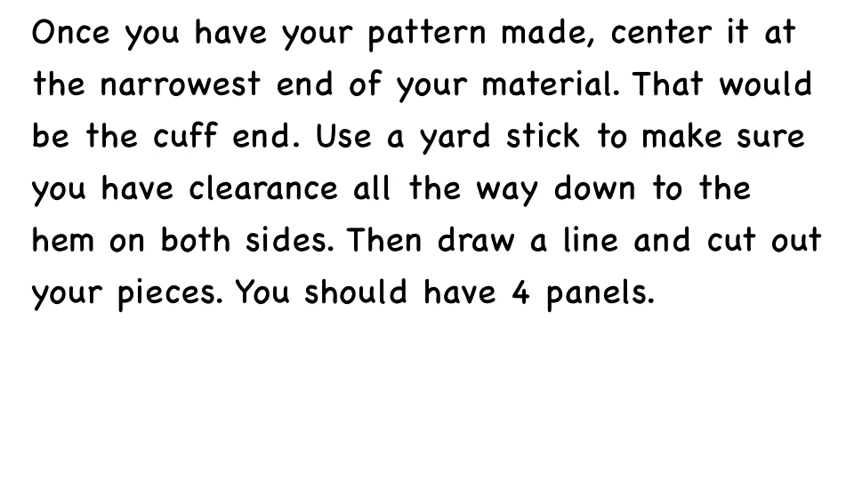 Once you have your pattern made, center it at
the narrowest end of your material. That would
be the cuff end. Use a yard stick to make sure
you have clearance all the way down to the
hem on both sides. Then draw a line and cut out
your pieces. You should have 4 panels.